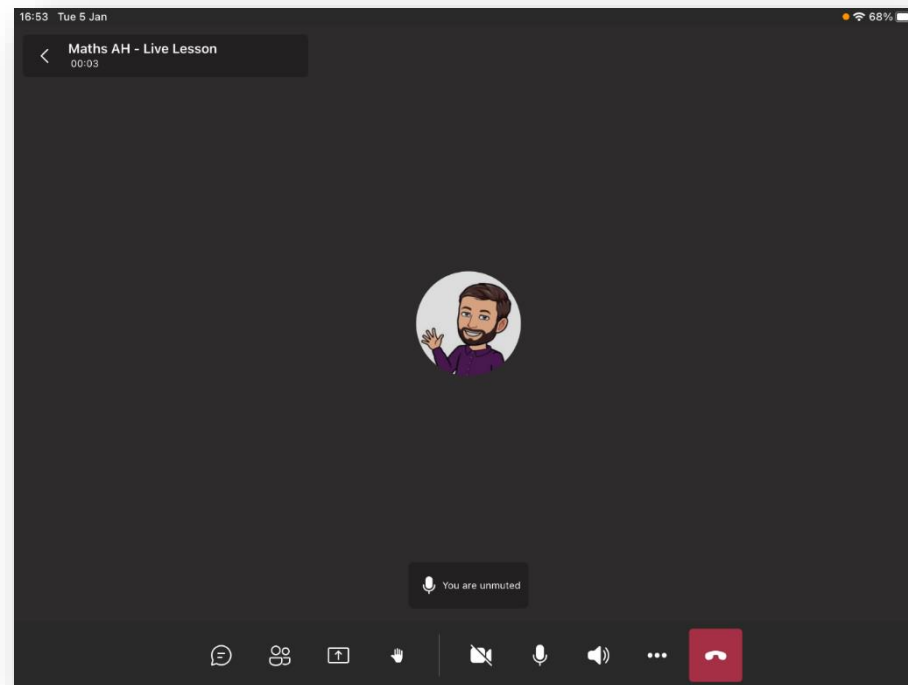 16:53 Tue 5 Jan
68%
Maths AH - Live Lesson
00:03
You are unmuted